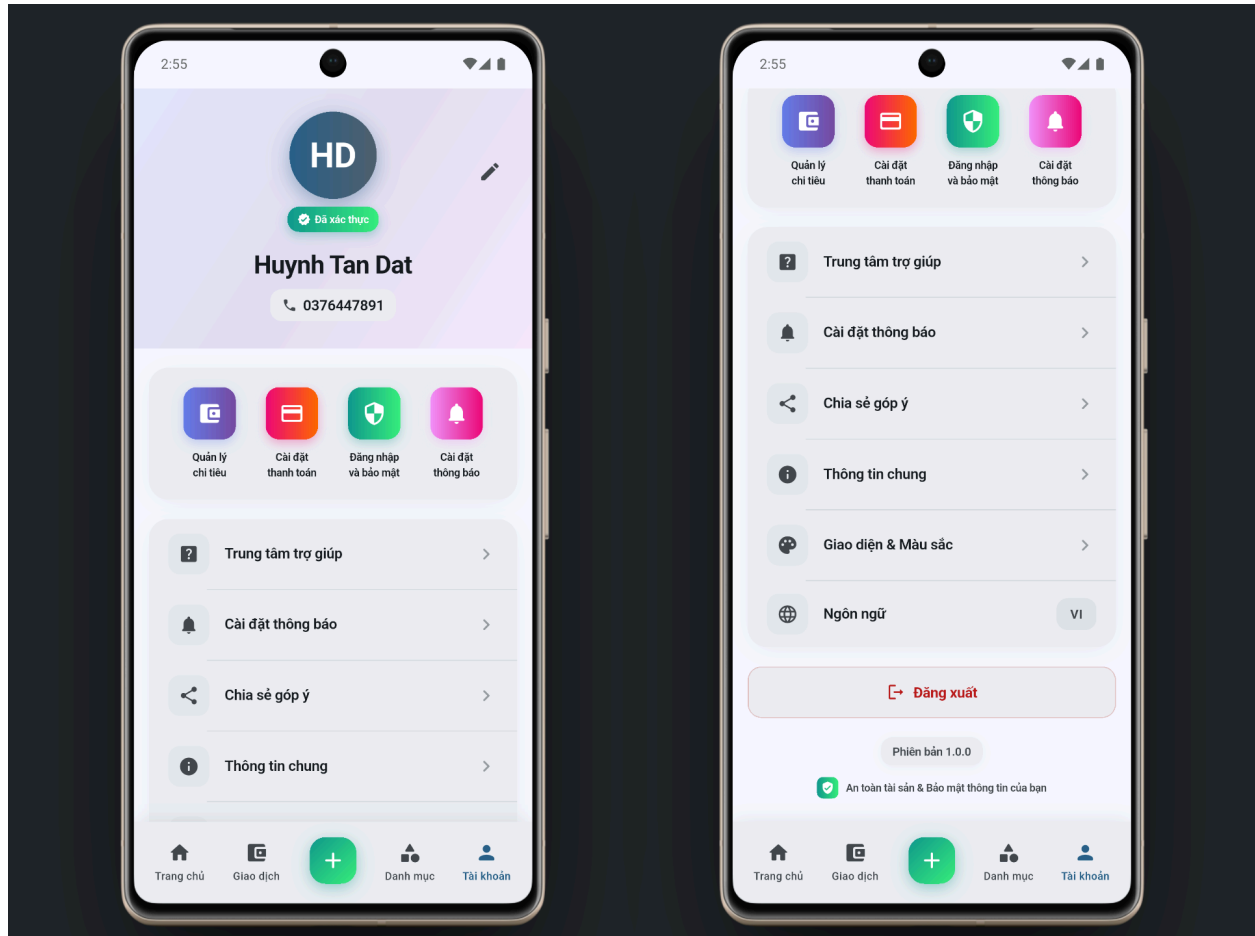 2:55
HD
Đã xác thực
Huynh Tan Dat
0376447891
Quản lý chi tiêu
Cài đặt thanh toán
Đăng nhập và bảo mật
Cài đặt thông báo
Trung tâm trợ giúp
Cài đặt thông báo
Chia sẻ góp ý
Thông tin chung
Trang chủ
Giao dịch
Danh mục
Tài khoản
2:55
Quản lý chi tiêu
Cài đặt thanh toán
Đăng nhập và bảo mật
Cài đặt thông báo
Trung tâm trợ giúp
Cài đặt thông báo
Chia sẻ góp ý
Thông tin chung
Giao diện & Màu sắc
Ngôn ngữ VI
Đăng xuất
Phiên bản 1.0.0
An toàn tài sản & Bảo mật thông tin của bạn
Trang chủ
Giao dịch
Danh mục
Tài khoản